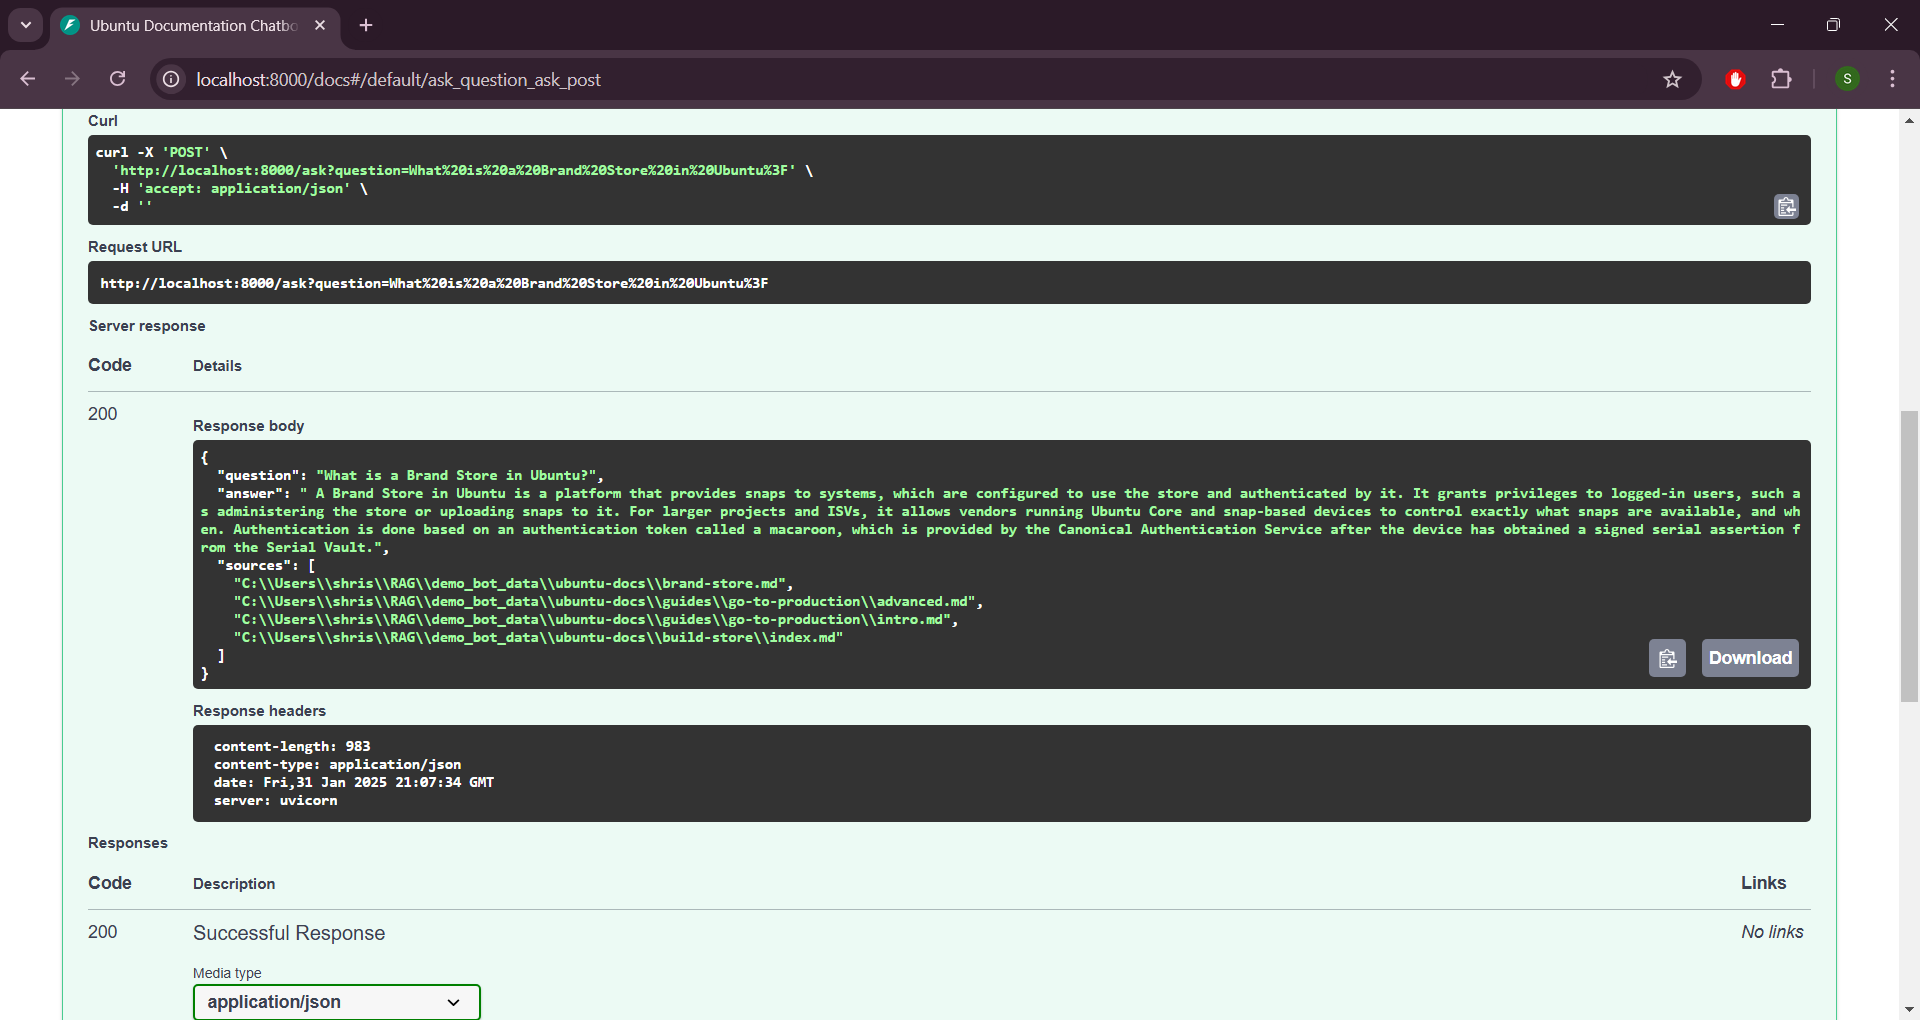 Ubuntu Documentation Chatbo
localhost:8000/docs#/default/ask_question_ask_post
S
Curl
curl -X 'POST' \
'http://localhost:8000/ask?question=What%20is%20a%20Brand%20Store%20in%20Ubuntu%3F' \
-H 'accept: application/json' \
-d ''
Request URL
http://localhost:8000/ask?question=What%20is%20a%20Brand%20Store%20in%20Ubuntu%3F
Server response
Code Details
200
Response body
{
"question": "What is a Brand Store in Ubuntu?",
"answer": " A Brand Store in Ubuntu is a platform that provides snaps to systems, which are configured to use the store and authenticated by it. It grants privileges to logged-in users, such a
s administering the store or uploading snaps to it. For larger projects and ISVs, it allows vendors running Ubuntu Core and snap-based devices to control exactly what snaps are available, and wh
en. Authentication is done based on an authentication token called a macaroon, which is provided by the Canonical Authentication Service after the device has obtained a signed serial assertion f
rom the Serial Vault.",
"sources": [
"C:\\Users\\shris\\RAG\\demo_bot_data\\ubuntu-docs\\brand-store.md",
"C:\\Users\\shris\\RAG\\demo_bot_data\\ubuntu-docs\\guides\\go-to-production\\advanced.md",
"C:\\Users\\shris\\RAG\\demo_bot_data\\ubuntu-docs\\guides\\go-to-production\\intro.md",
"C:\\Users\\shris\\RAG\\demo_bot_data\\ubuntu-docs\\build-store\\index.md"
]
}
Download
Response headers
content-length: 983
content-type: application/json
date: Fri,31 Jan 2025 21:07:34 GMT
server: uvicorn
Responses
Code Description Links
200 Successful Response No links
Media type
application/json